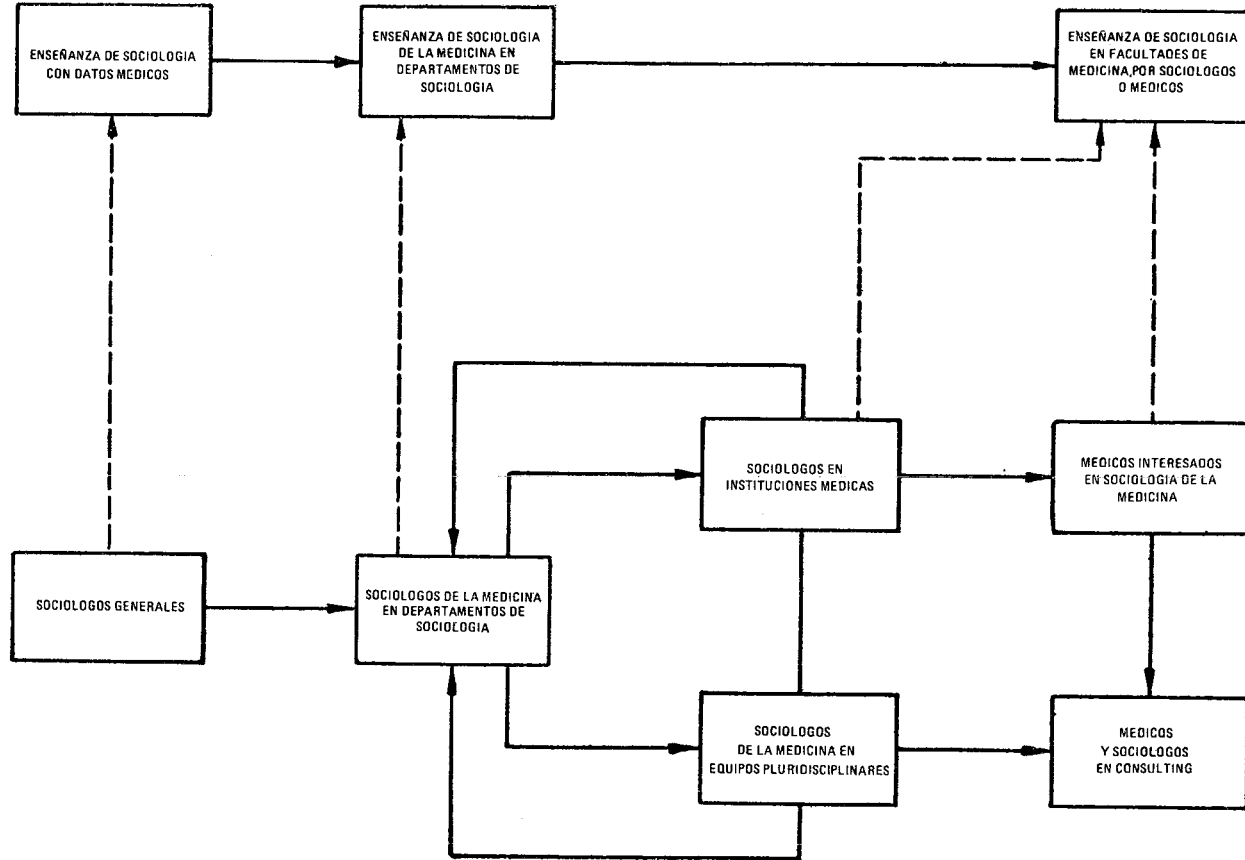 ENSEÑANZA DE SOCIOLOGIA
CON DATOS MEDICOS
ENSEÑANZA DE SOCIOLOGIA
DE LA MEDICINA EN
DEPARTAMENTOS DE
SOCIOLOGIA
ENSEÑANZA DE SOCIOLOGIA
EN FACULTADES DE
MEDICINA, POR SOCIOLOGOS
O MEDICOS
SOCIOLOGOS EN
INSTITUCIONES MEDICAS
MEDICOS INTERESADOS
EN SOCIOLOGIA DE LA
MEDICINA
SOCIOLOGOS GENERALES
SOCIOLOGOS DE LA MEDICINA
EN DEPARTAMENTOS DE
SOCIOLOGIA
SOCIOLOGOS
DE LA MEDICINA EN
EQUIPOS PLURIDISCIPLINARES
MEDICOS
Y SOCIOLOGOS
EN CONSULTING